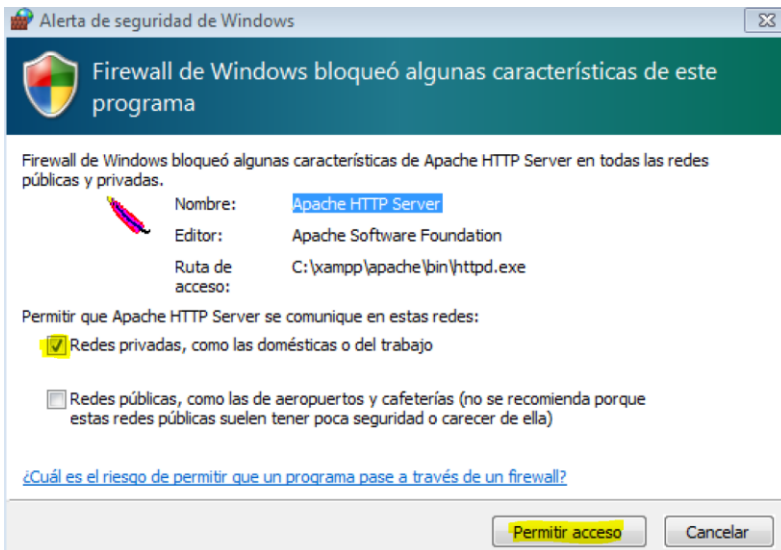 Alerta de seguridad de Windows
Firewall de Windows bloqueó algunas características de este
programa
Firewall de Windows bloqueó algunas características de Apache HTTP Server en todas las redes
públicas y privadas.
Nombre: Apache HTTP Server
Editor: Apache Software Foundation
Ruta de acceso: C:\xampp\apache\bin\httpd.exe
Permitir que Apache HTTP Server se comunique en estas redes:
Redes privadas, como las domésticas o del trabajo
Redes públicas, como las de aeropuertos y cafeterías (no se recomienda porque
estas redes públicas suelen tener poca seguridad o carecer de ella)
¿Cuál es el riesgo de permitir que un programa pase a través de un firewall?
Permitir acceso Cancelar